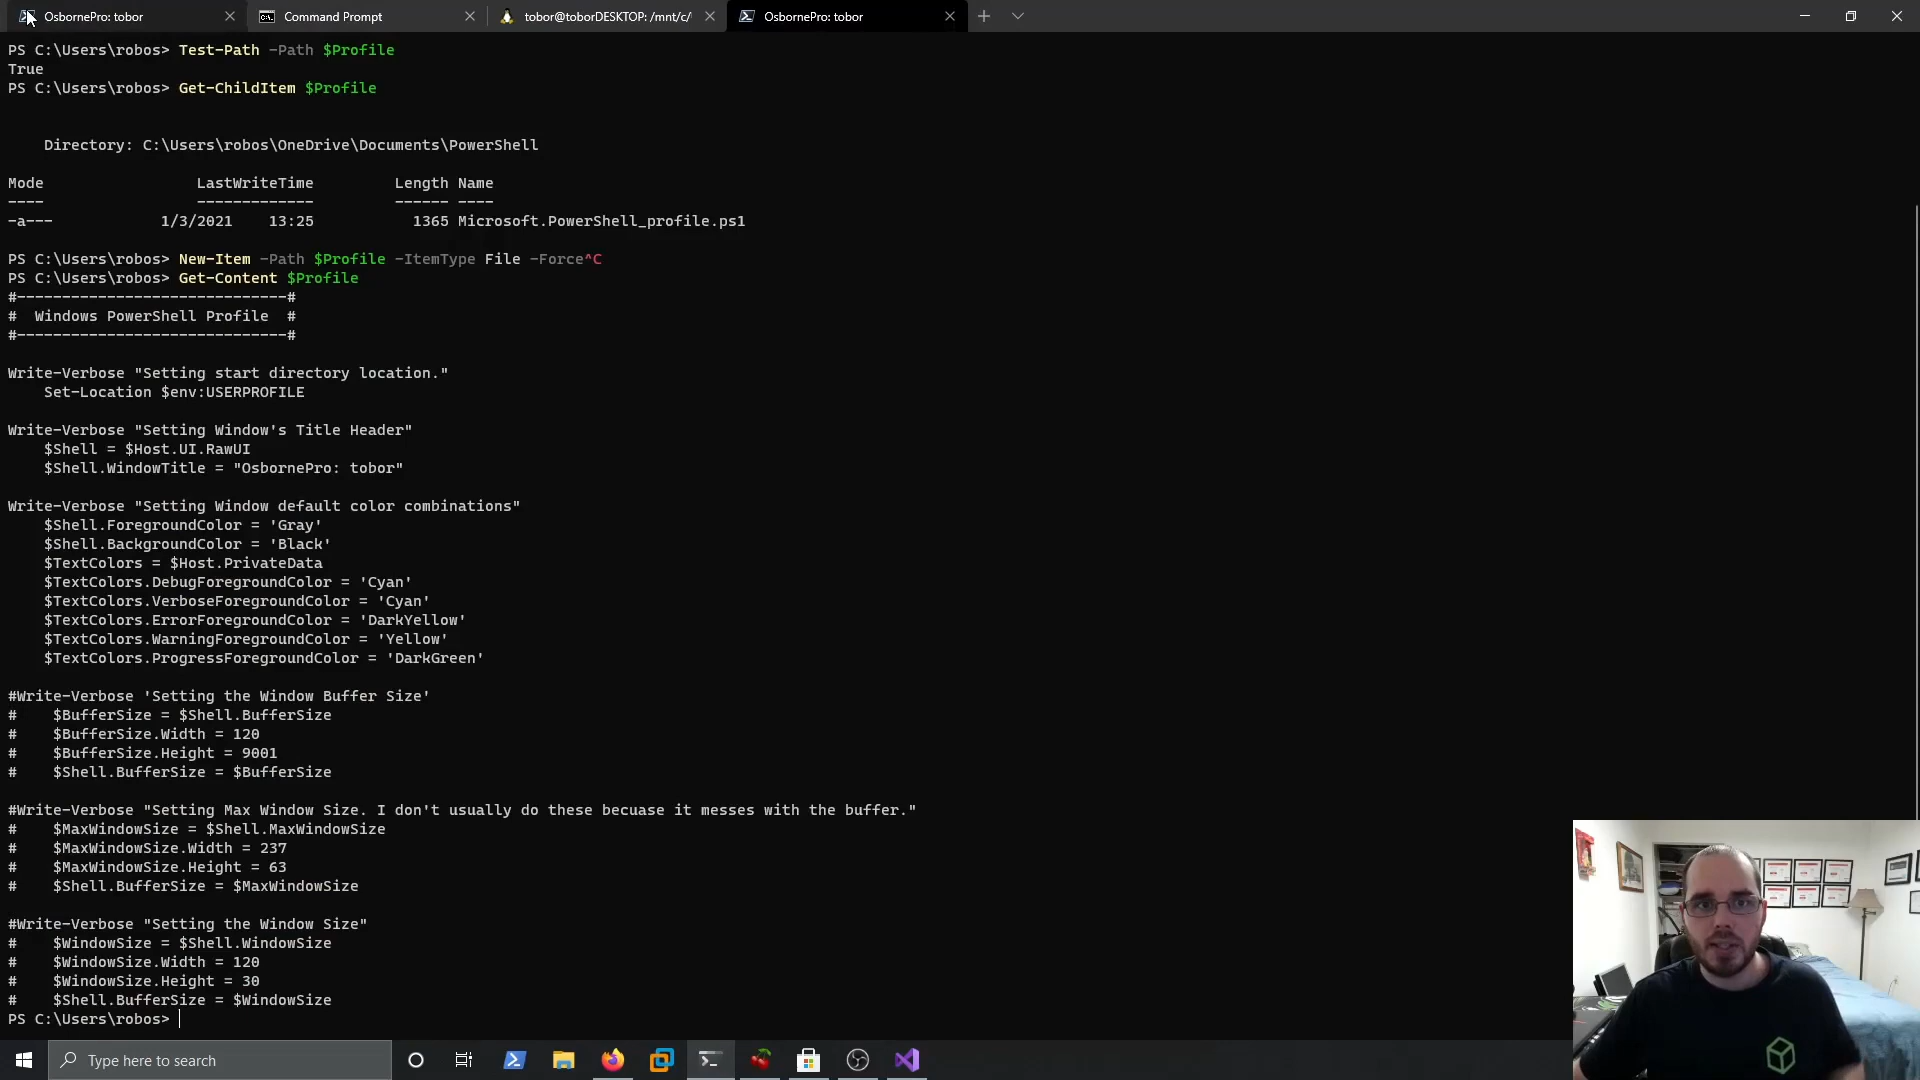 OsbornePro: tobor
Command Prompt
tobor@toborDESKTOP: /mnt/c/
OsbornePro: tobor
PS C:\Users\robos> Test-Path -Path $Profile
True
PS C:\Users\robos> Get-ChildItem $Profile
Directory: C:\Users\robos\OneDrive\Documents\PowerShell
Mode LastWriteTime Length Name
---- ------------- ------ ----
-a--- 1/3/2021 13:25 1365 Microsoft.PowerShell_profile.ps1
PS C:\Users\robos> New-Item -Path $Profile -ItemType File -Force^C
PS C:\Users\robos> Get-Content $Profile
#------------------------------#
# Windows PowerShell Profile #
#------------------------------#
Write-Verbose "Setting start directory location."
Set-Location $env:USERPROFILE
Write-Verbose "Setting Window's Title Header"
$Shell = $Host.UI.RawUI
$Shell.WindowTitle = "OsbornePro: tobor"
Write-Verbose "Setting Window default color combinations"
$Shell.ForegroundColor = 'Gray'
$Shell.BackgroundColor = 'Black'
$TextColors = $Host.PrivateData
$TextColors.DebugForegroundColor = 'Cyan'
$TextColors.VerboseForegroundColor = 'Cyan'
$TextColors.ErrorForegroundColor = 'DarkYellow'
$TextColors.WarningForegroundColor = 'Yellow'
$TextColors.ProgressForegroundColor = 'DarkGreen'
#Write-Verbose 'Setting the Window Buffer Size'
# $BufferSize = $Shell.BufferSize
# $BufferSize.Width = 120
# $BufferSize.Height = 9001
# $Shell.BufferSize = $BufferSize
#Write-Verbose "Setting Max Window Size. I don't usually do these becuase it messes with the buffer."
# $MaxWindowSize = $Shell.MaxWindowSize
# $MaxWindowSize.Width = 237
# $MaxWindowSize.Height = 63
# $Shell.BufferSize = $MaxWindowSize
#Write-Verbose "Setting the Window Size"
# $WindowSize = $Shell.WindowSize
# $WindowSize.Width = 120
# $WindowSize.Height = 30
# $Shell.BufferSize = $WindowSize
PS C:\Users\robos>
Type here to search